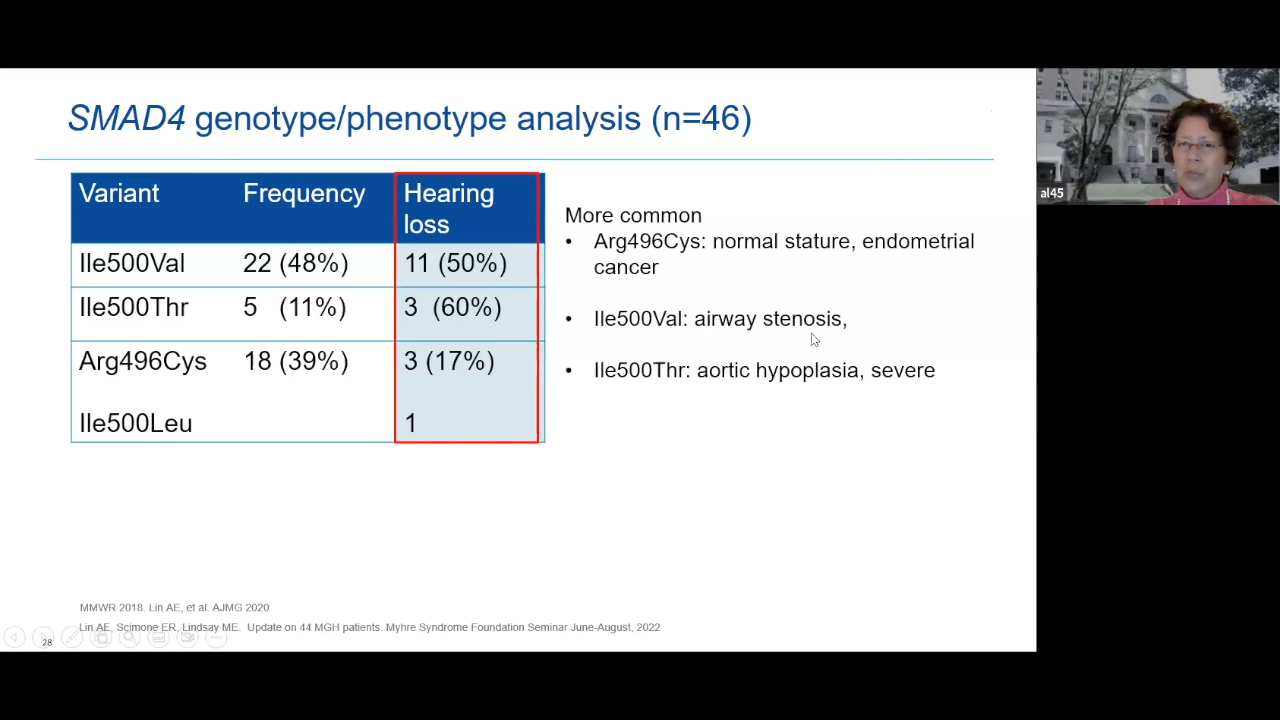 SMAD4 genotype/phenotype analysis (n=46)
Variant Frequency Hearing loss
Ile500Val 22 (48%) 11 (50%)
Ile500Thr 5 (11%) 3 (60%)
Arg496Cys 18 (39%) 3 (17%)
Ile500Leu 1
More common
• Arg496Cys: normal stature, endometrial
cancer
• Ile500Val: airway stenosis,
• Ile500Thr: aortic hypoplasia, severe
MMWR 2018. Lin AE, et al. AJMG 2020
Lin AE, Scimone ER, Lindsay ME. Update on 44 MGH patients. Myhre Syndrome Foundation Seminar June-August, 2022
28
al45